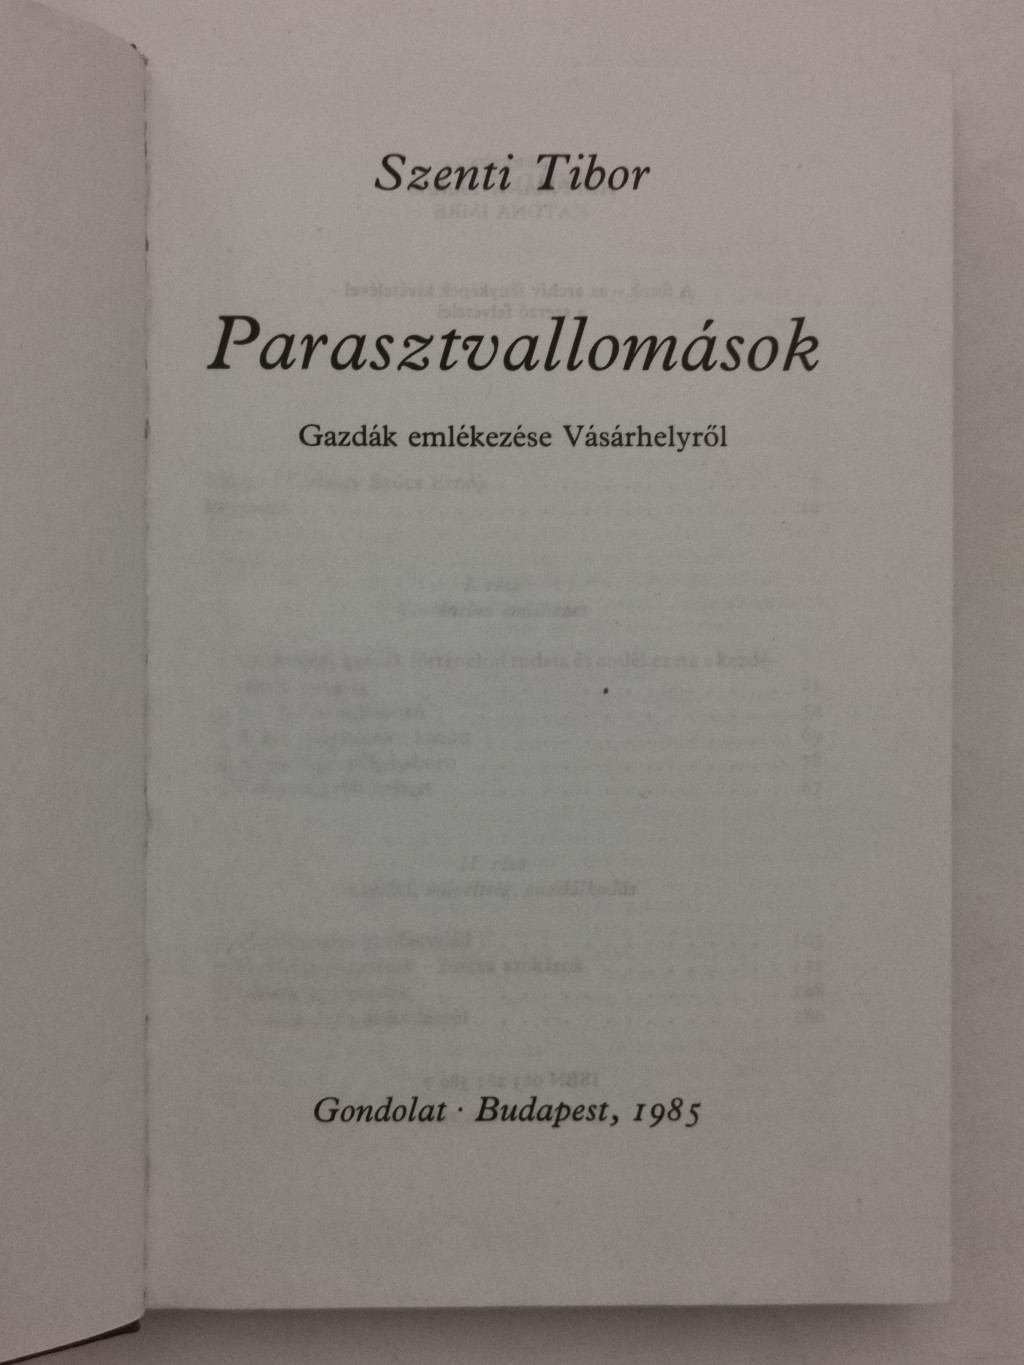 Szenti Tibor
Parasztvallomások
Gazdák emlékezése Vásárhelyről
Gondolat · Budapest, 1985